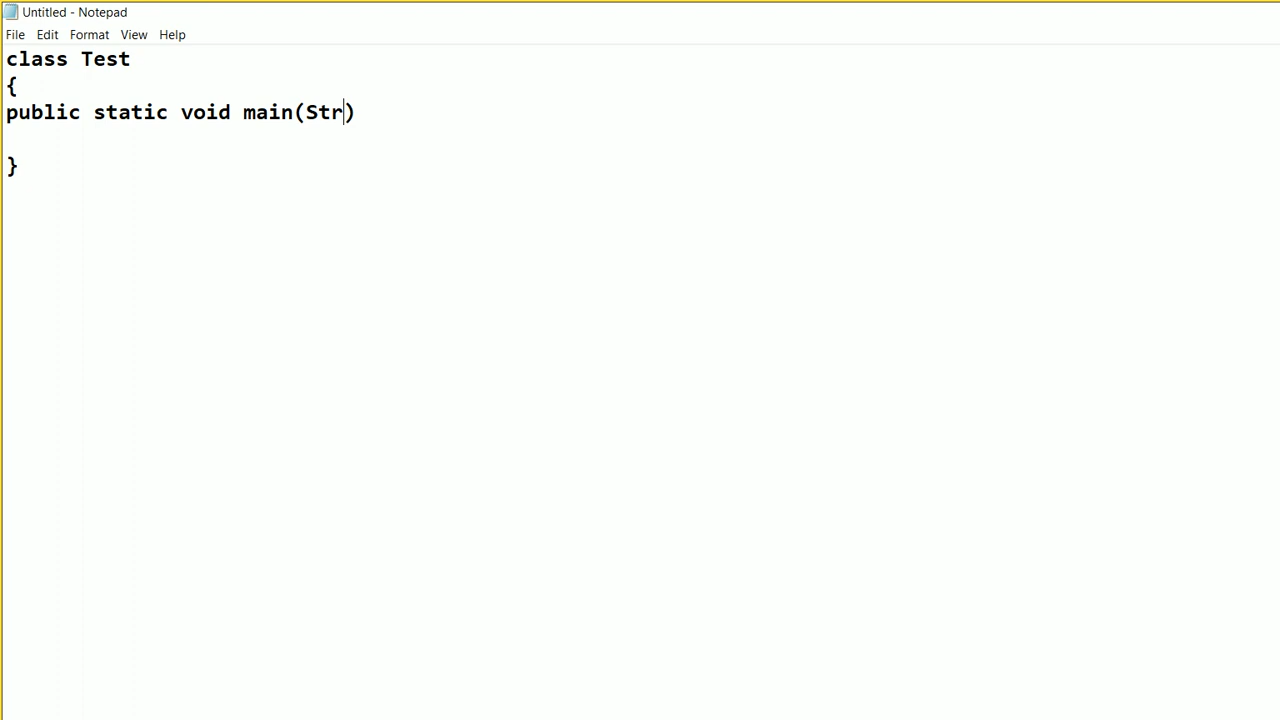 Untitled - Notepad
File Edit Format View Help
class Test
{
public static void main(Str)
}